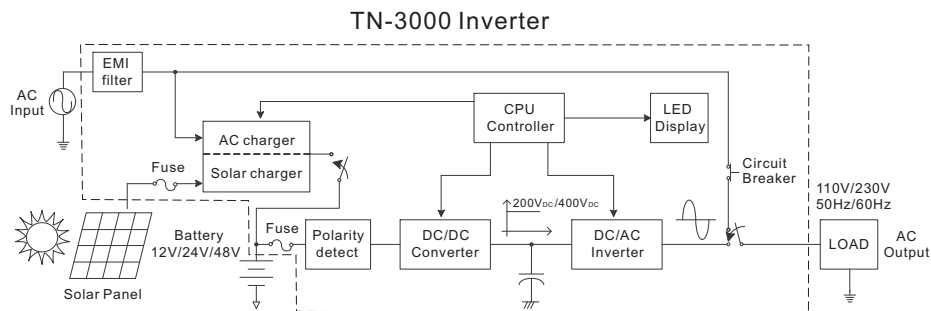 TN-3000 Inverter
EMI
filter
AC
Input
AC charger
Solar charger
CPU
Controller
LED
Display
Fuse
Circuit
Breaker
110V/230V
50Hz/60Hz
200VDC/400VDC
Battery
12V/24V/48V
Fuse
Polarity
detect
DC/DC
Converter
DC/AC
Inverter
LOAD
AC
Output
Solar Panel